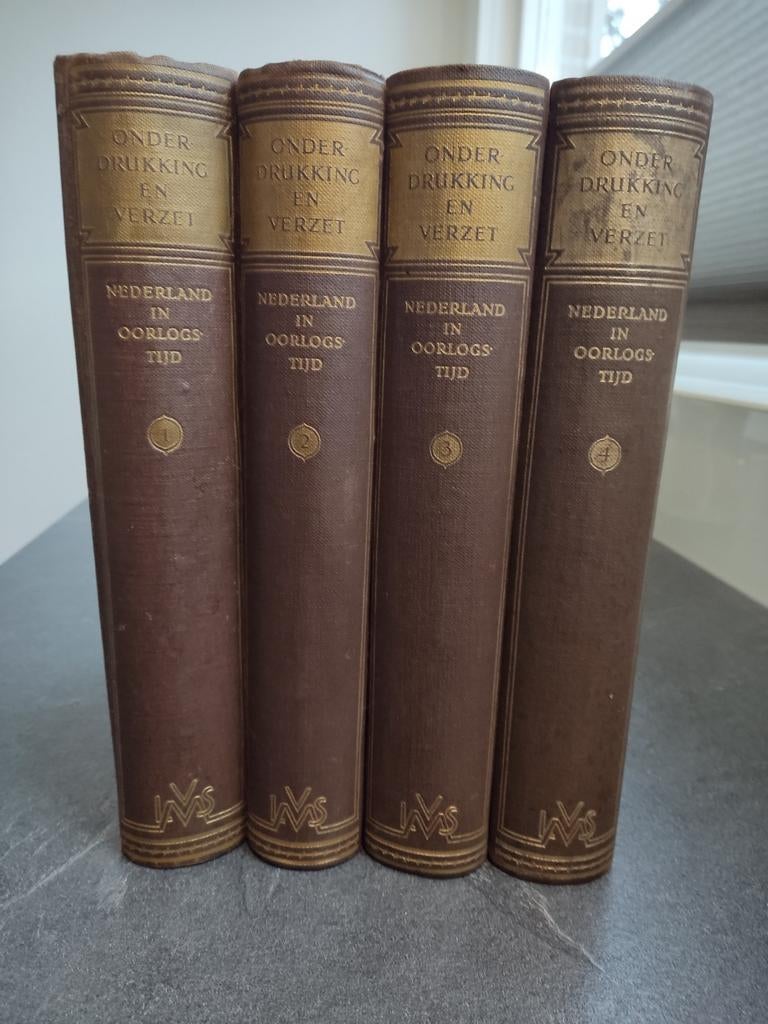 ONDER-
DRUKKING
EN
VERZET
NEDERLAND
IN
OORLOGS-
TIJD
1
ONDER-
DRUKKING
EN
VERZET
NEDERLAND
IN
OORLOGS-
TIJD
2
ONDER-
DRUKKING
EN
VERZET
NEDERLAND
IN
OORLOGS-
TIJD
3
ONDER-
DRUKKING
EN
VERZET
NEDERLAND
IN
OORLOGS-
TIJD
4